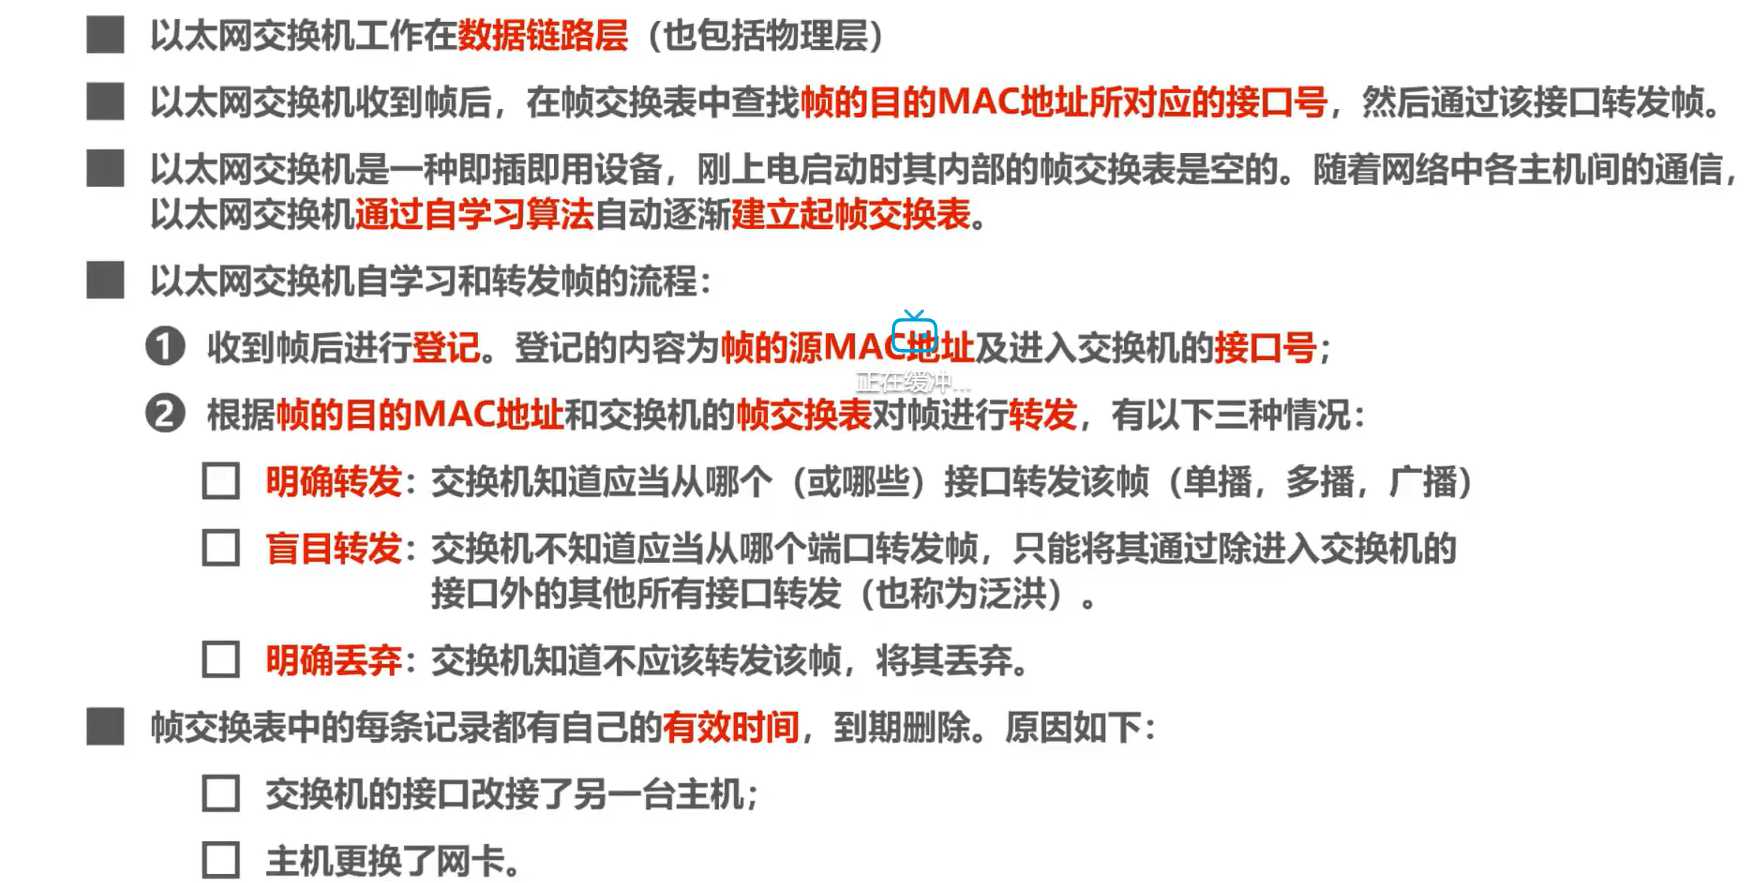 以太网交换机工作在数据链路层（也包括物理层）
以太网交换机收到帧后，在帧交换表中查找帧的目的MAC地址所对应的接口号，然后通过该接口转发帧。
以太网交换机是一种即插即用设备，刚上电启动时其内部的帧交换表是空的。随着网络中各主机间的通信，
以太网交换机通过自学习算法自动逐渐建立起帧交换表。
以太网交换机自学习和转发帧的流程：
❶ 收到帧后进行登记。登记的内容为帧的源MAC地址及进入交换机的接口号；
正在缓冲...
❷ 根据帧的目的MAC地址和交换机的帧交换表对帧进行转发，有以下三种情况：
明确转发：交换机知道应当从哪个（或哪些）接口转发该帧（单播，多播，广播）
盲目转发：交换机不知道应当从哪个端口转发帧，只能将其通过除进入交换机的
接口外的其他所有接口转发（也称为泛洪）。
明确丢弃：交换机知道不应该转发该帧，将其丢弃。
帧交换表中的每条记录都有自己的有效时间，到期删除。原因如下：
交换机的接口改接了另一台主机；
主机更换了网卡。